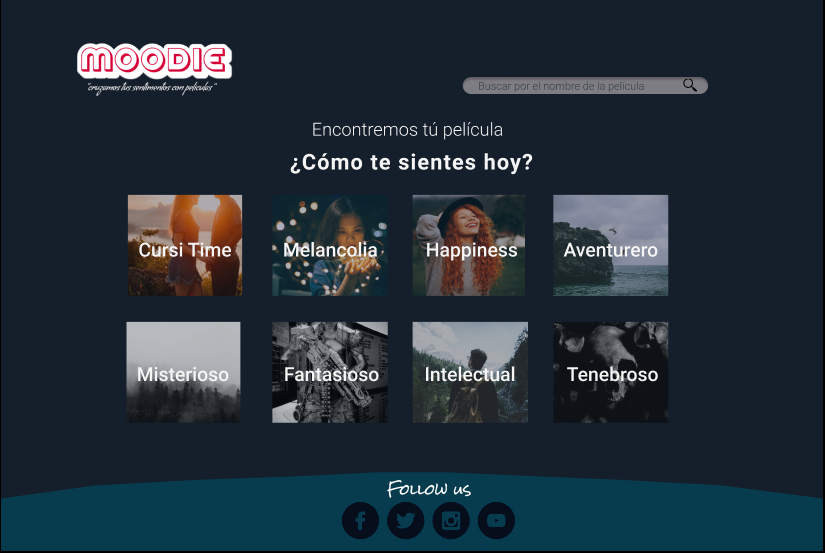 MOODIE
"cruzamos tus sentimentos con películas"
Buscar por el nombre de la película
Encontremos tú película
¿Cómo te sientes hoy?
Cursi Time
Melancolia
Happiness
Aventurero
Misterioso
Fantasioso
Intelectual
Tenebroso
Follow us